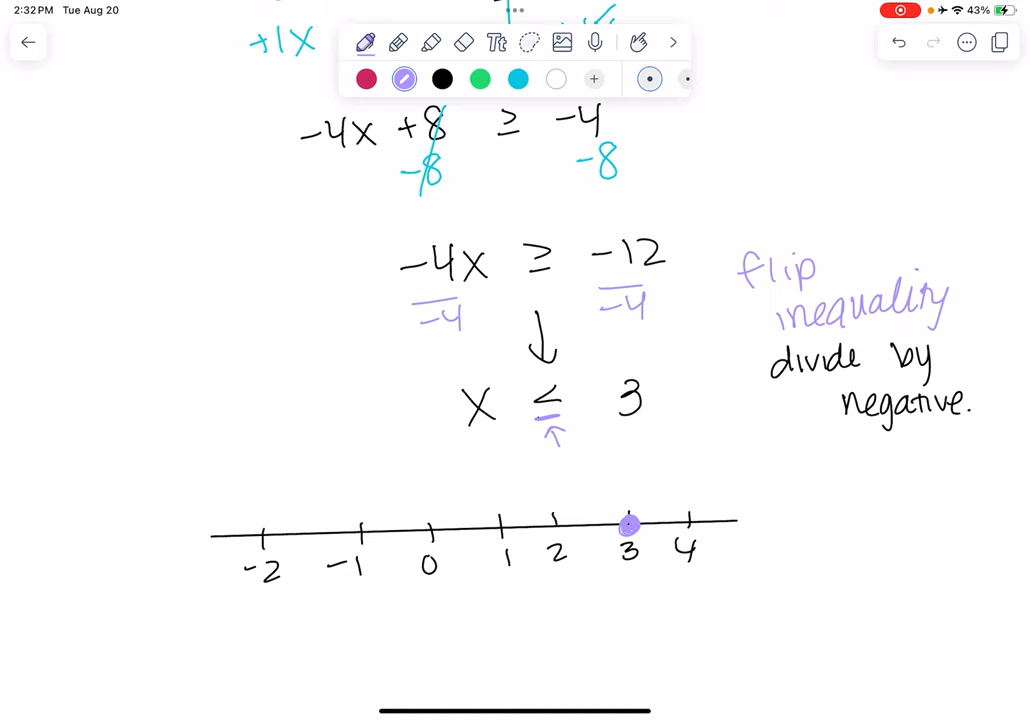 2:32 PM Tue Aug 20
43%
+1x
Tt
-4x +8 ≥ -4
-8 -8
-4x ≥ -12
-4 -4
flip
inequality
divide by
negative.
x ≤ 3
-2 -1 0 1 2 3 4